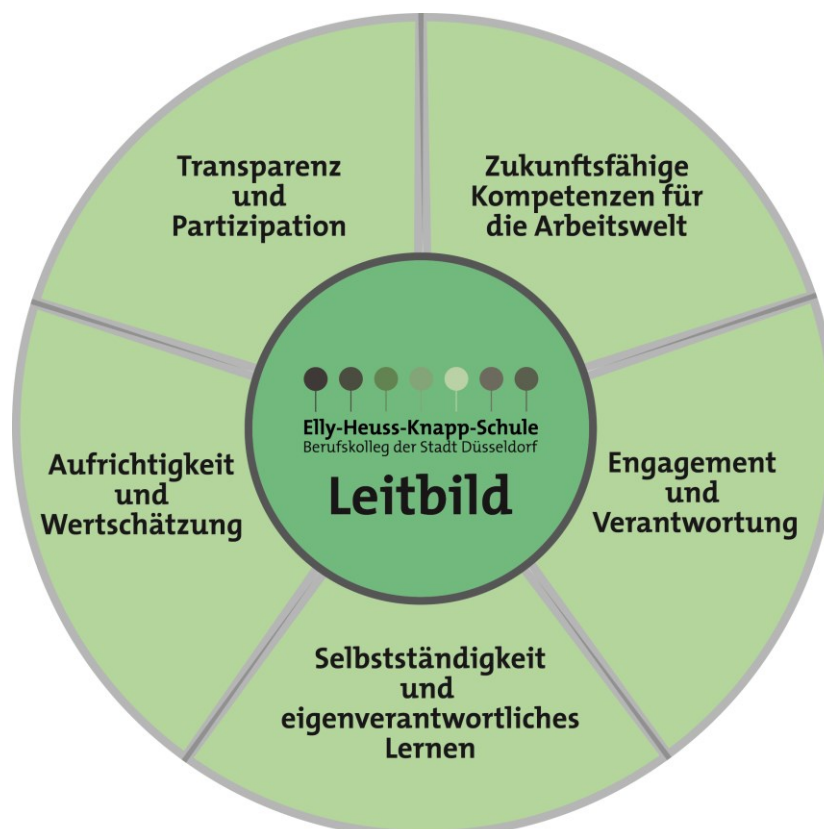 Transparenz
und
Partizipation
Zukunftsfähige
Kompetenzen für
die Arbeitswelt
Elly-Heuss-Knapp-Schule
Berufskolleg der Stadt Düsseldorf
Leitbild
Aufrichtigkeit
und
Wertschätzung
Engagement
und
Verantwortung
Selbstständigkeit
und
eigenverantwortliches
Lernen